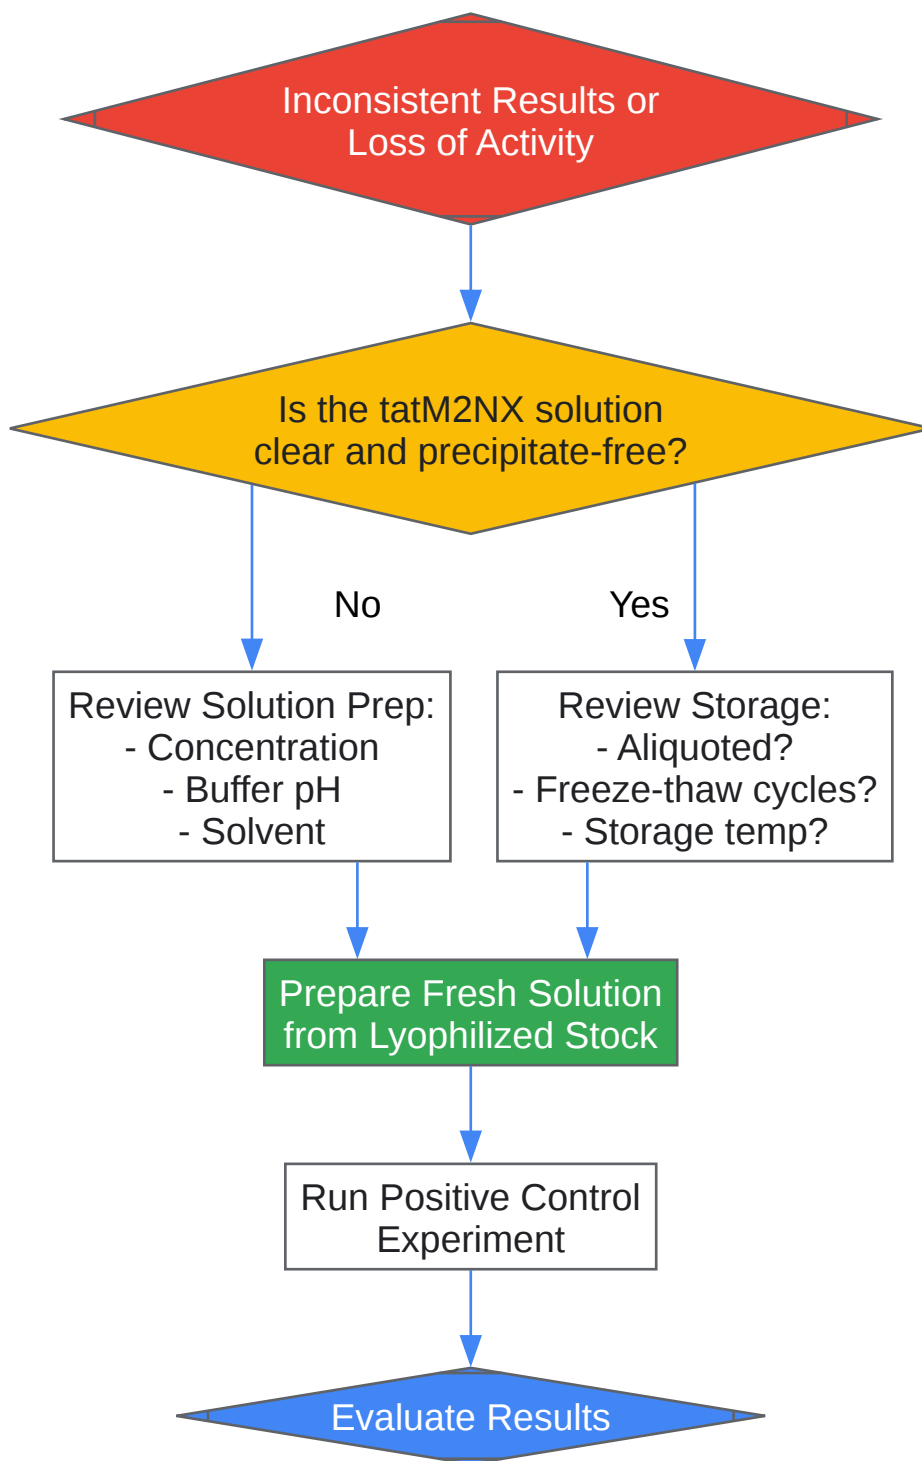 Inconsistent Results or
Loss of Activity
Is the tatM2NX solution
clear and precipitate-free?
No
Yes
Review Solution Prep:
- Concentration
- Buffer pH
- Solvent
Review Storage:
- Aliquoted?
- Freeze-thaw cycles?
- Storage temp?
Prepare Fresh Solution
from Lyophilized Stock
Run Positive Control
Experiment
Evaluate Results